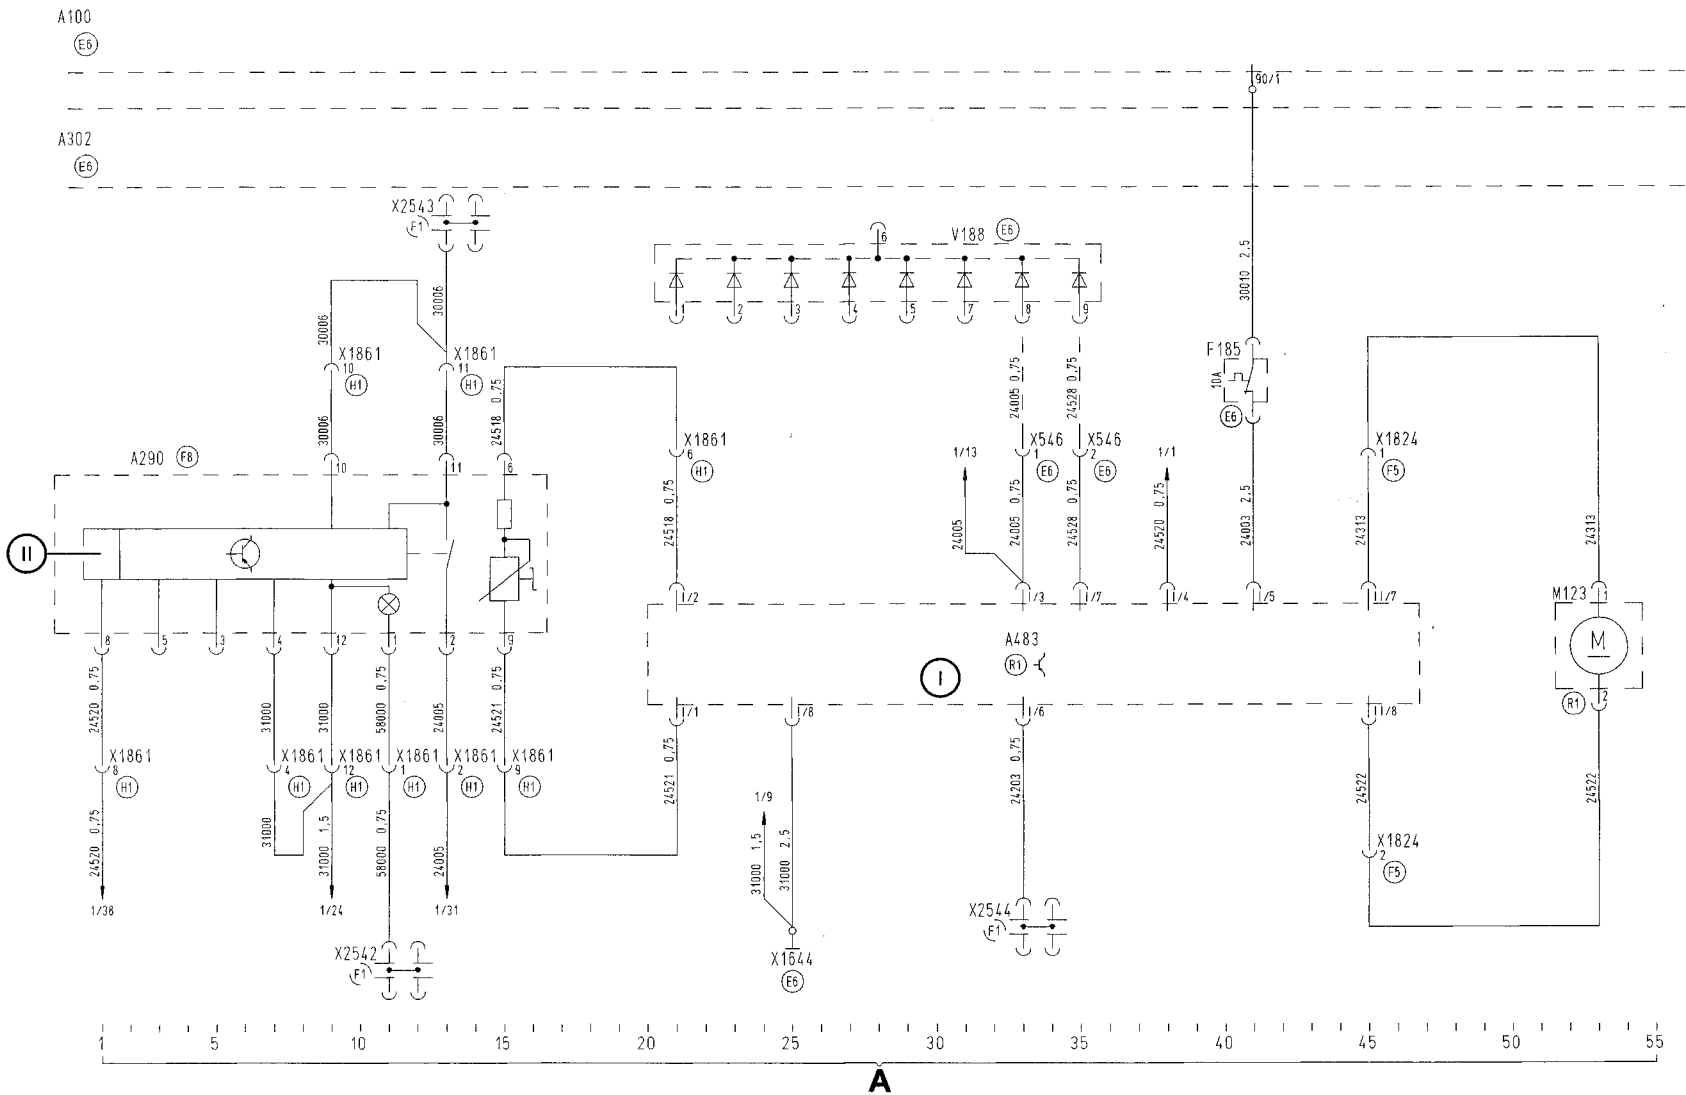 A100
E6
90/1
A302
E6
X2543
F1
6
V188
E6
1 2 3 4 5 7 8 9
30006
30006
30010 2,5
X1861
10
H1
X1861
11
H1
24518 0,75
24005 0,75
24528 0,75
F185
10A
E6
30006
30006
X1861
6
H1
1/13
X546
1
E6
X546
2
E6
1/1
X1824
1
F5
A290
F8
10
11
6
24518 0,75
24005
24005 0,75
24528 0,75
24520 0,75
24003 2,5
24313
24313
II
I/2
I/3
I/7
I/4
I/5
II/7
M123
1
M
2
R1
A483
R1
I
8 5 3 4 12 1 2 9
24520 0,75
31000
31000
58000 0,75
24005
24521 0,75
I/1
I/8
I/6
II/8
X1861
8
H1
X1861
4
H1
X1861
12
H1
X1861
1
H1
X1861
2
H1
X1861
9
H1
24521 0,75
24203 0,75
24522
24522
1/9
24520 0,75
31000
31000 1,5
58000 0,75
24005
31000 1,5
31000 2,5
X1824
2
F5
1/38
1/24
1/31
X2544
F1
X2542
F1
X1644
E6
1 5 10 15 20 25 30 35 40 45 50 55
A